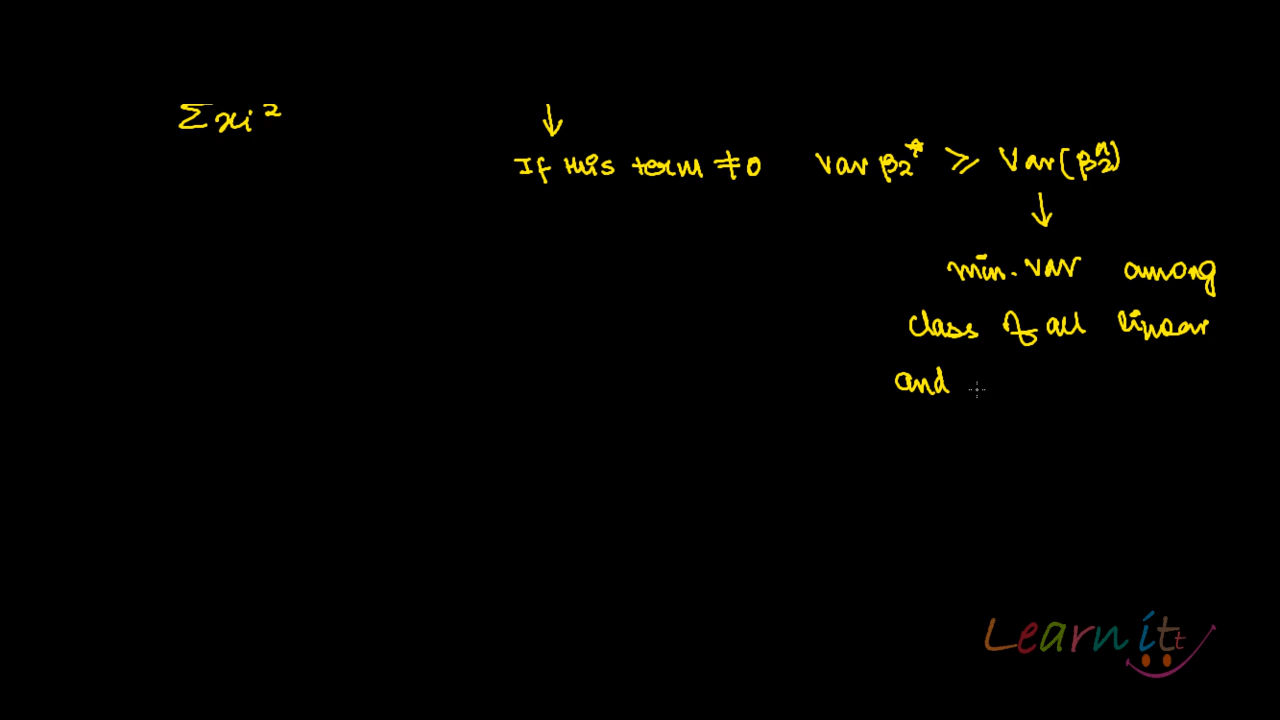 Σxi²
↓
If this term ≠0 Var β₂* ≥ Var(β₂^)
↓
min. var among
class of all linear
and
Learnitt